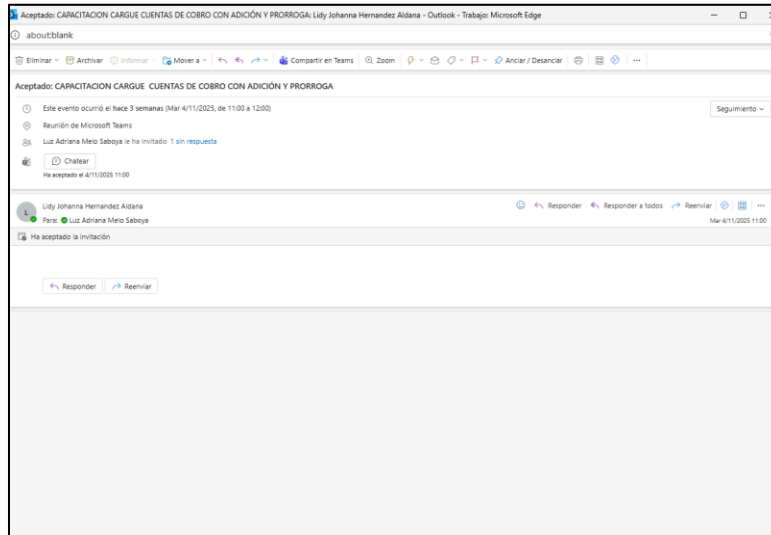 Aceptado: CAPACITACION CARGUE CUENTAS DE COBRO CON ADICIÓN Y PRORROGA: Lidy Johanna Hernandez Aldana - Outlook - Trabajo: Microsoft Edge
about:blank
Eliminar Archivar Informar Mover a Compartir en Teams Zoom Anclar / Desanclar ...
Aceptado: CAPACITACION CARGUE CUENTAS DE COBRO CON ADICIÓN Y PRORROGA
Este evento ocurrió el hace 3 semanas (Mar 4/11/2025, de 11:00 a 12:00) Seguimiento
Reunión de Microsoft Teams
Luz Adriana Melo Saboya le ha invitado 1 sin respuesta
Chatear
Ha aceptado el 4/11/2025 11:00
L Lidy Johanna Hernandez Aldana Responder Responder a todos Reenviar ...
Para: Luz Adriana Melo Saboya Mar 4/11/2025 11:00
Ha aceptado la invitación
Responder Reenviar